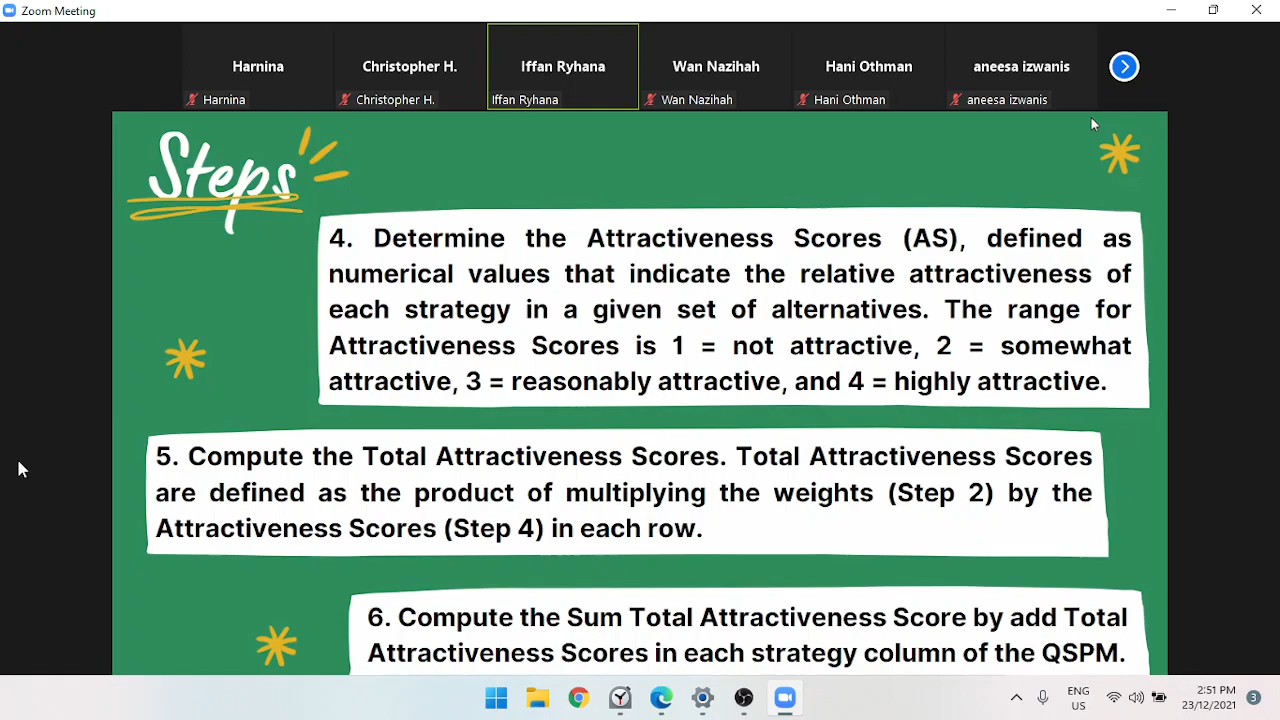 Zoom Meeting
Harnina
Christopher H.
Iffan Ryhana
Wan Nazihah
Hani Othman
aneesa izwanis
Harnina
Christopher H.
Iffan Ryhana
Wan Nazihah
Hani Othman
aneesa izwanis
Steps
4. Determine the Attractiveness Scores (AS), defined as
numerical values that indicate the relative attractiveness of
each strategy in a given set of alternatives. The range for
Attractiveness Scores is 1 = not attractive, 2 = somewhat
attractive, 3 = reasonably attractive, and 4 = highly attractive.
5. Compute the Total Attractiveness Scores. Total Attractiveness Scores
are defined as the product of multiplying the weights (Step 2) by the
Attractiveness Scores (Step 4) in each row.
6. Compute the Sum Total Attractiveness Score by add Total
Attractiveness Scores in each strategy column of the QSPM.
ENG
US
2:51 PM
23/12/2021
3